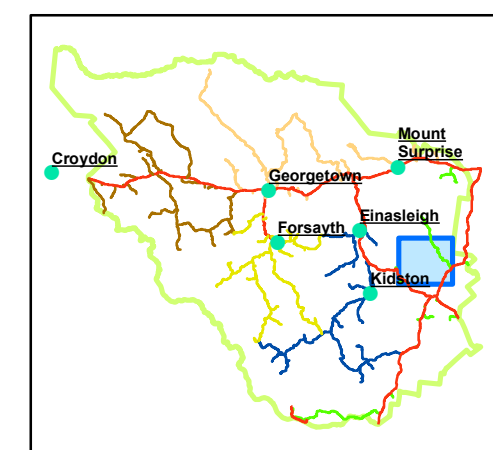 Mount
Surprise
Croydon
Georgetown
Einasleigh
Forsayth
Kidston